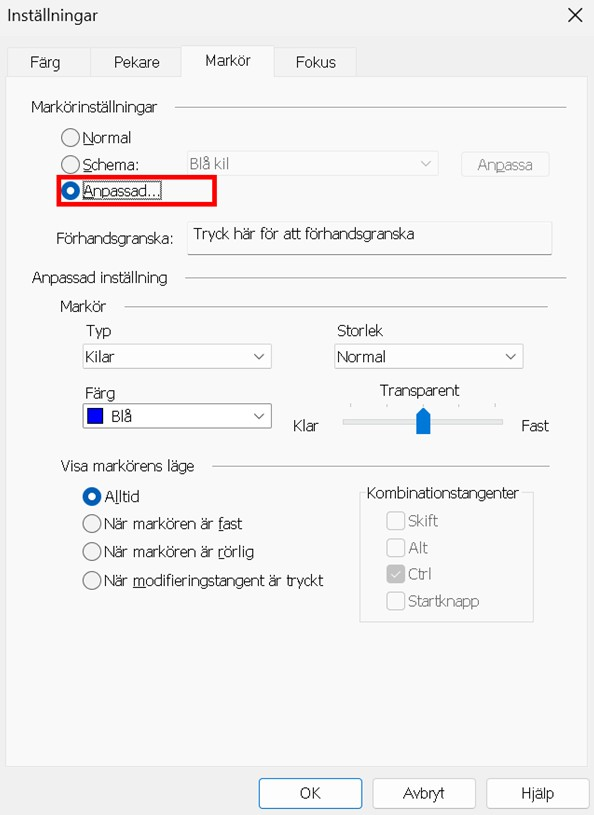 Inställningar
Färg Pekare Markör Fokus
Markörinställningar
Normal
Schema: Blå kil Anpassa
Anpassad...
Förhandsgranska: Tryck här för att förhandsgranska
Anpassad inställning
Markör
Typ Storlek
Kilar Normal
Färg Transparent
Blå Klar Fast
Visa markörens läge
Alltid
När markören är fast
När markören är rörlig
När modifieringstangent är tryckt
Kombinationstangenter
Skift
Alt
Ctrl
Startknapp
OK Avbryt Hjälp